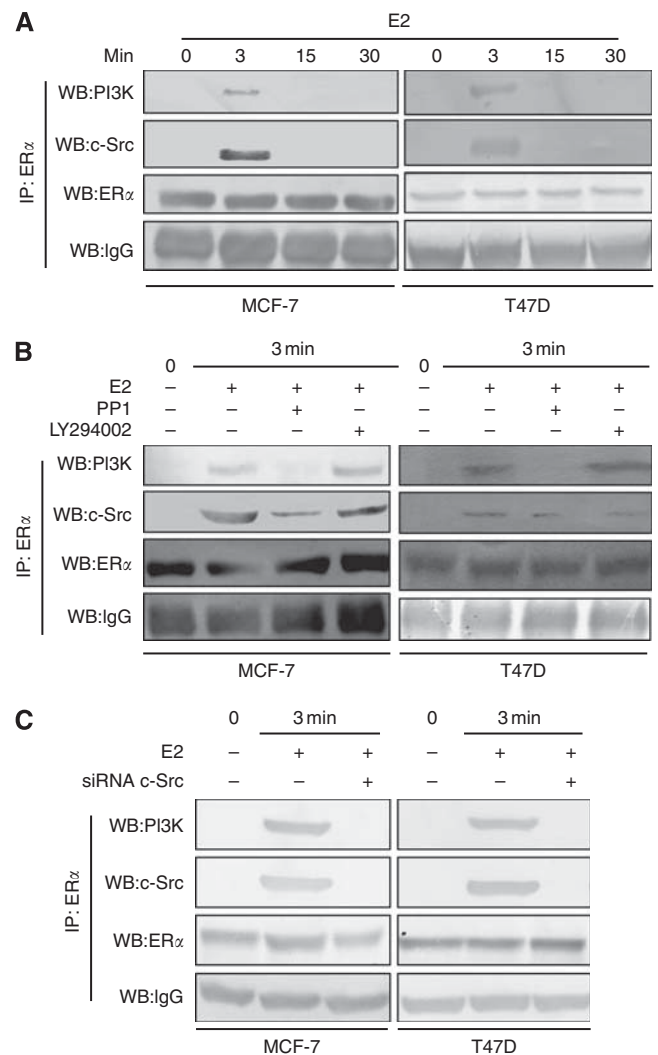 A
E2
Min 0 3 15 30 0 3 15 30
IP: ERα
WB:PI3K
WB:c-Src
WB:ERα
WB:IgG
MCF-7 T47D
B
0 3 min 0 3 min
E2 – + + + – + + +
PP1 – – + – – – + –
LY294002 – – – + – – – +
IP: ERα
WB:PI3K
WB:c-Src
WB:ERα
WB:IgG
MCF-7 T47D
C
0 3 min 0 3 min
E2 – + + – + +
siRNA c-Src – – + – – +
IP: ERα
WB:PI3K
WB:c-Src
WB:ERα
WB:IgG
MCF-7 T47D